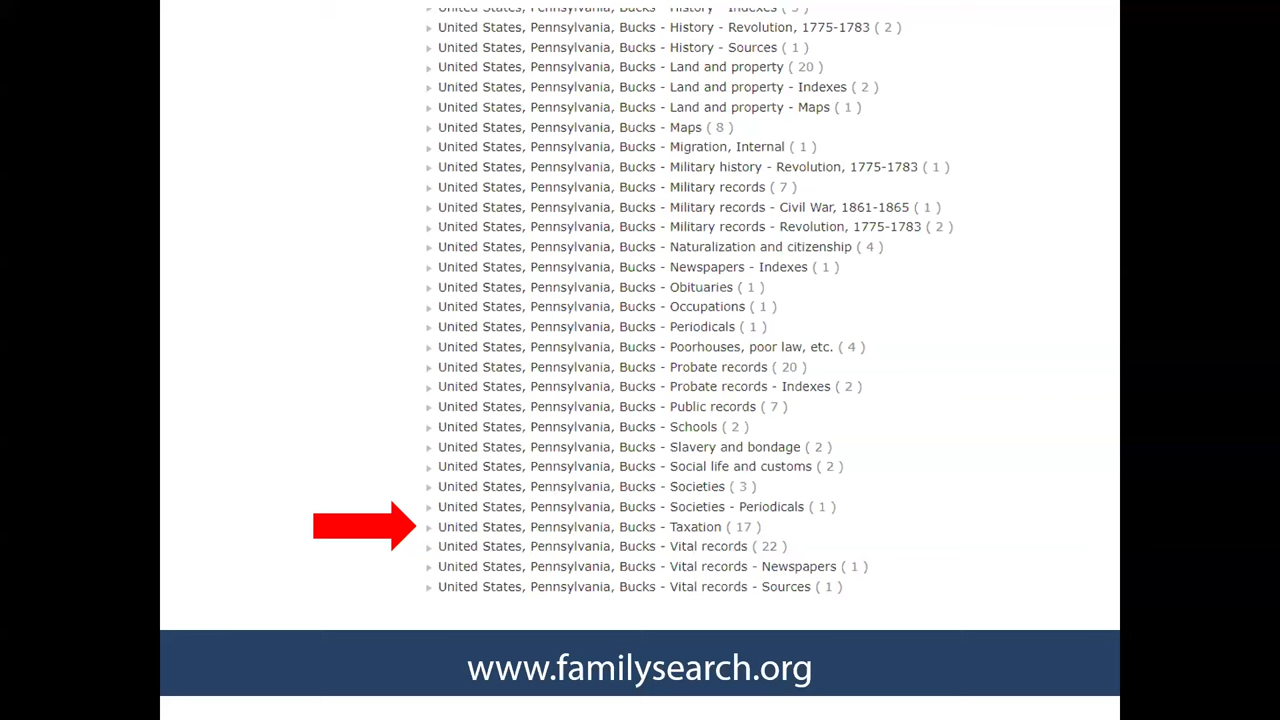 United States, Pennsylvania, Bucks - History - Indexes
United States, Pennsylvania, Bucks - History - Revolution, 1775-1783 ( 2 )
United States, Pennsylvania, Bucks - History - Sources ( 1 )
United States, Pennsylvania, Bucks - Land and property ( 20 )
United States, Pennsylvania, Bucks - Land and property - Indexes ( 2 )
United States, Pennsylvania, Bucks - Land and property - Maps ( 1 )
United States, Pennsylvania, Bucks - Maps ( 8 )
United States, Pennsylvania, Bucks - Migration, Internal ( 1 )
United States, Pennsylvania, Bucks - Military history - Revolution, 1775-1783 ( 1 )
United States, Pennsylvania, Bucks - Military records ( 7 )
United States, Pennsylvania, Bucks - Military records - Civil War, 1861-1865 ( 1 )
United States, Pennsylvania, Bucks - Military records - Revolution, 1775-1783 ( 2 )
United States, Pennsylvania, Bucks - Naturalization and citizenship ( 4 )
United States, Pennsylvania, Bucks - Newspapers - Indexes ( 1 )
United States, Pennsylvania, Bucks - Obituaries ( 1 )
United States, Pennsylvania, Bucks - Occupations ( 1 )
United States, Pennsylvania, Bucks - Periodicals ( 1 )
United States, Pennsylvania, Bucks - Poorhouses, poor law, etc. ( 4 )
United States, Pennsylvania, Bucks - Probate records ( 20 )
United States, Pennsylvania, Bucks - Probate records - Indexes ( 2 )
United States, Pennsylvania, Bucks - Public records ( 7 )
United States, Pennsylvania, Bucks - Schools ( 2 )
United States, Pennsylvania, Bucks - Slavery and bondage ( 2 )
United States, Pennsylvania, Bucks - Social life and customs ( 2 )
United States, Pennsylvania, Bucks - Societies ( 3 )
United States, Pennsylvania, Bucks - Societies - Periodicals ( 1 )
United States, Pennsylvania, Bucks - Taxation ( 17 )
United States, Pennsylvania, Bucks - Vital records ( 22 )
United States, Pennsylvania, Bucks - Vital records - Newspapers ( 1 )
United States, Pennsylvania, Bucks - Vital records - Sources ( 1 )
www.familysearch.org